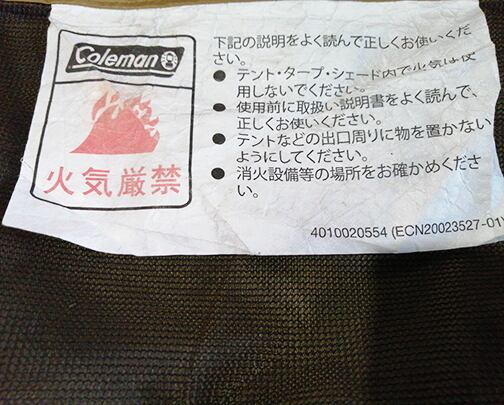 Coleman
火気厳禁
下記の説明をよく読んで正しくお使いくだ
さい。
● テント・タープ・シェード内で火気は使
用しないでください。
● 使用前に取扱い説明書をよく読んで、
正しくお使いください。
● テントなどの出口周りに物を置かない
ようにしてください。
● 消火設備等の場所をお確かめくださ
い。
4010020554 (ECN20023527-01)